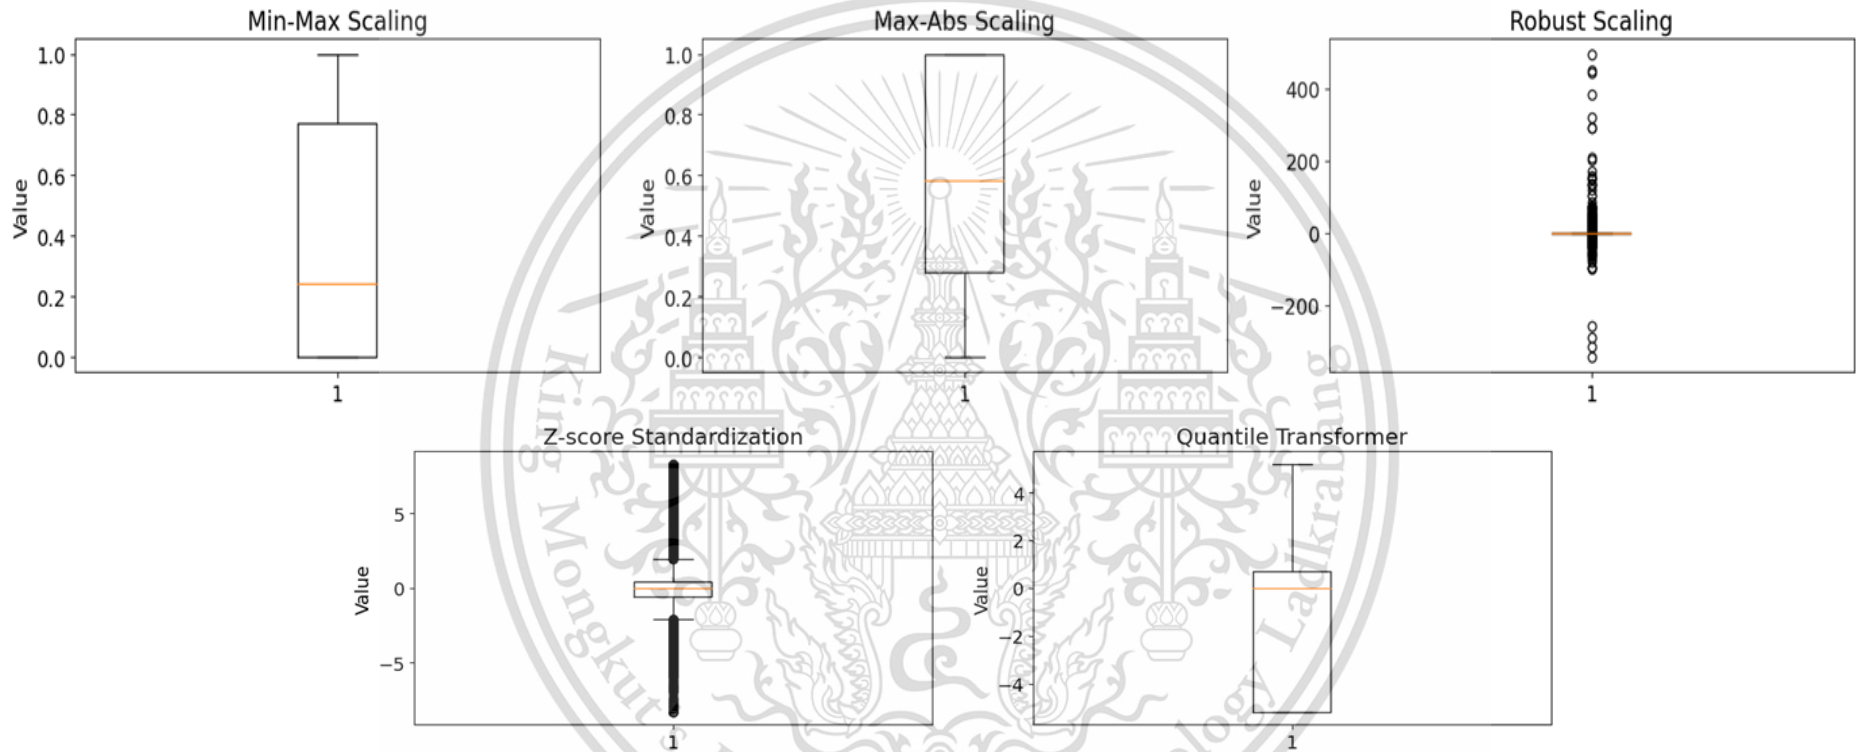 Min-Max Scaling
Value
1.0
0.8
0.6
0.4
0.2
0.0
1
Max-Abs Scaling
Value
1.0
0.8
0.6
0.4
0.2
0.0
1
Robust Scaling
Value
400
200
0
−200
1
Z-score Standardization
Value
5
0
−5
1
Quantile Transformer
Value
4
2
0
−2
−4
1
King Mongkut's
ology Ladkrabang